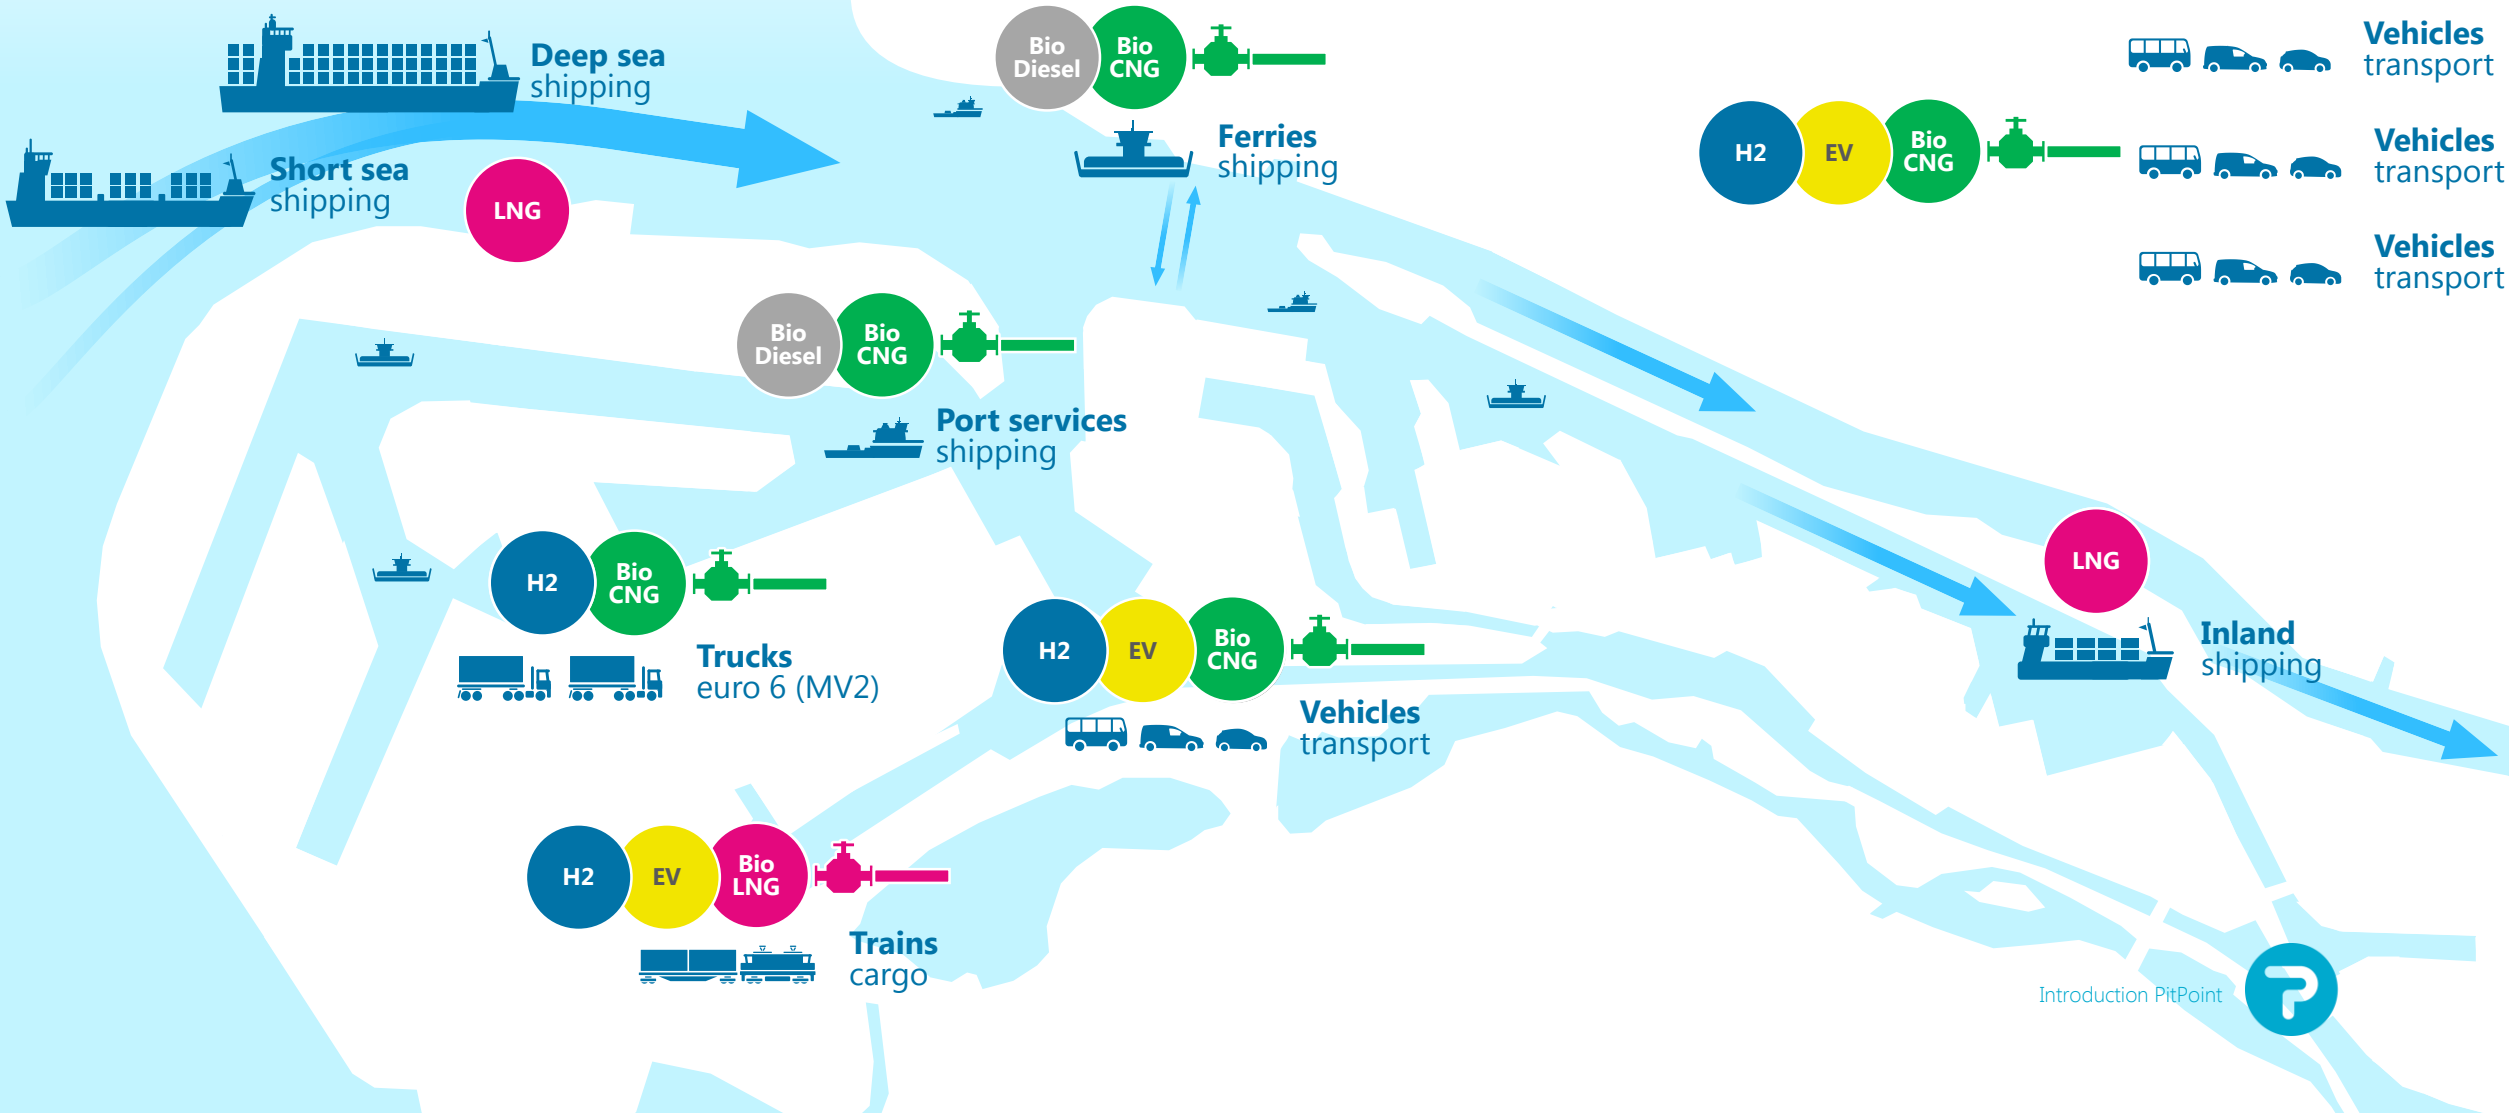 Deep sea
shipping
Short sea
shipping
LNG
Bio
Diesel
Bio
CNG
Ferries
shipping
Vehicles
transport
H2
EV
Bio
CNG
Vehicles
transport
Vehicles
transport
Bio
Diesel
Bio
CNG
Port services
shipping
H2
Bio
CNG
Trucks
euro 6 (MV2)
H2
EV
Bio
CNG
Vehicles
transport
LNG
Inland
shipping
H2
EV
Bio
LNG
Trains
cargo
Introduction PitPoint